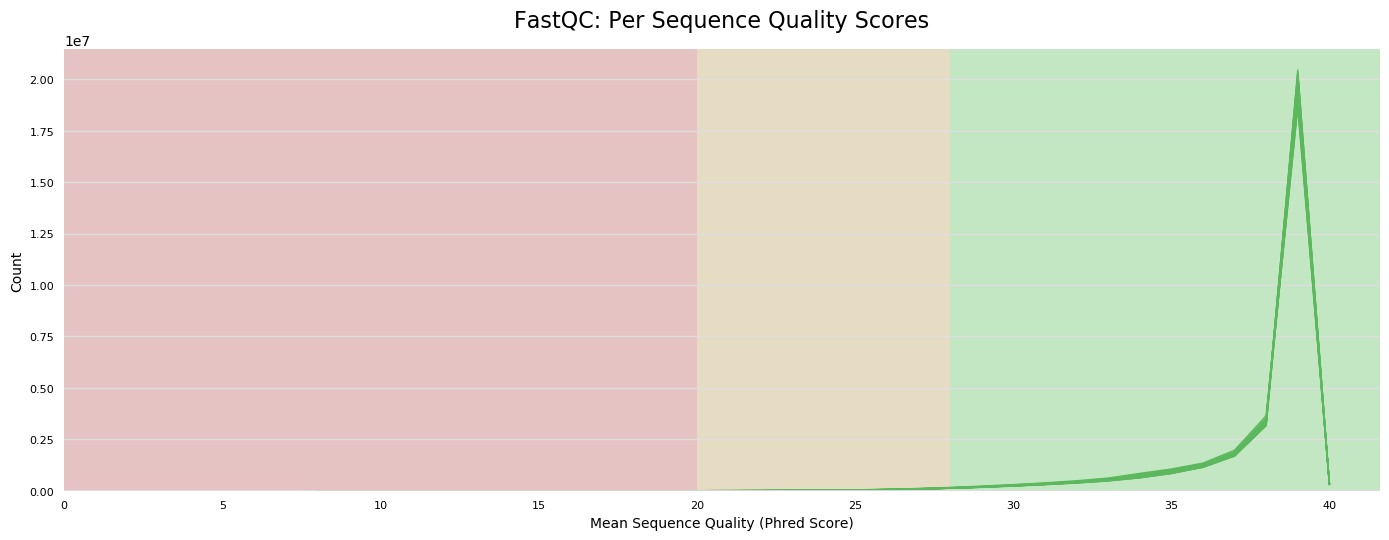 FastQC: Per Sequence Quality Scores
1e7
2.00
1.75
1.50
1.25
1.00
0.75
0.50
0.25
0.00
Count
0 5 10 15 20 25 30 35 40
Mean Sequence Quality (Phred Score)